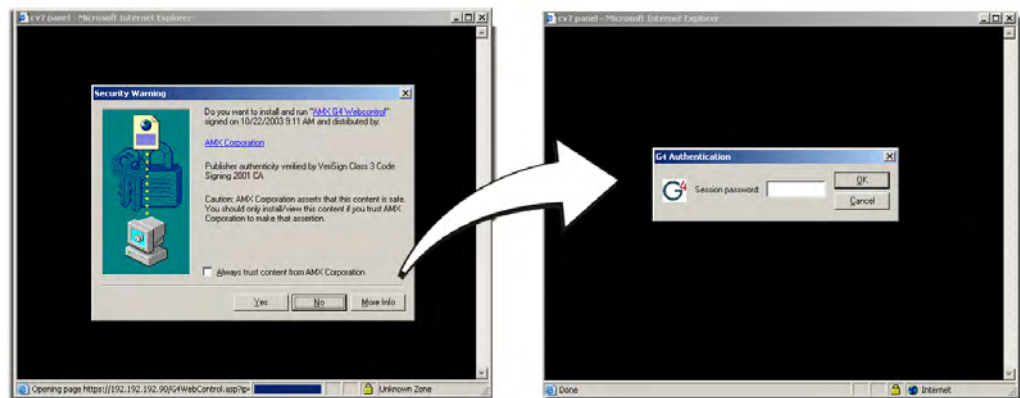 cv7 panel - Microsoft Internet Explorer
Security Warning
Do you want to install and run "AMX G4 Webcontrol"
signed on 10/22/2003 9:11 AM and distributed by:
AMX Corporation
Publisher authenticity verified by VeriSign Class 3 Code
Signing 2001 CA
Caution: AMX Corporation asserts that this content is safe.
You should only install/view this content if you trust AMX
Corporation to make that assertion.
Always trust content from AMX Corporation
Yes
No
More Info
Opening page https://192.192.192.90/G4WebControl.asp?ip=
Unknown Zone
cv7 panel - Microsoft Internet Explorer
G4 Authentication
G4
Session password:
OK
Cancel
Done
Internet